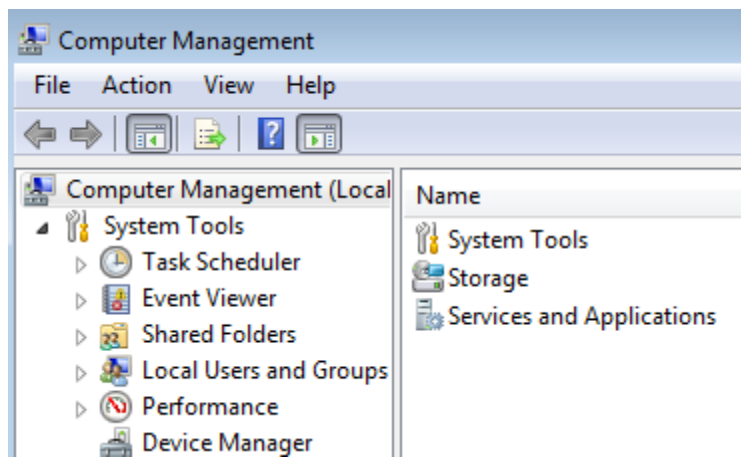 Computer Management
File Action View Help
Computer Management (Local
System Tools
Task Scheduler
Event Viewer
Shared Folders
Local Users and Groups
Performance
Device Manager
Name
System Tools
Storage
Services and Applications